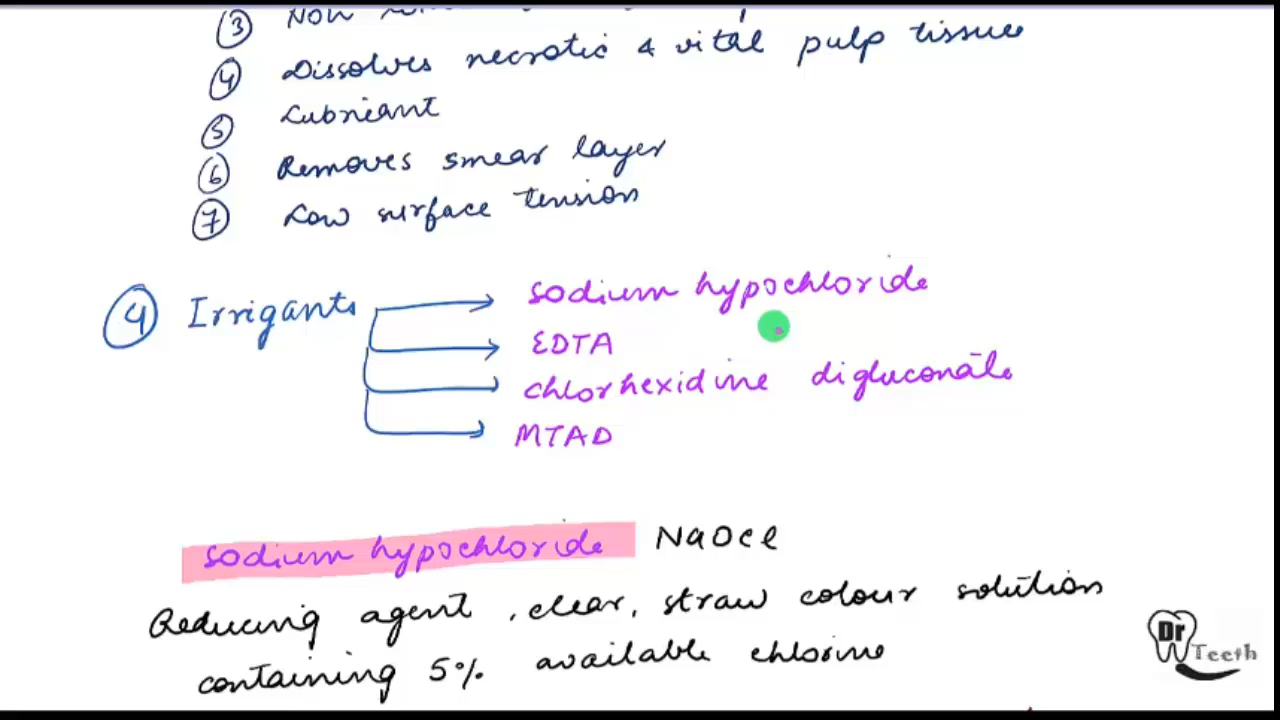 ③ Non
④ Dissolves necrotic & vital pulp tissue
⑤ Lubricant
⑥ Removes smear layer
⑦ Low surface tension
④ Irrigants
sodium hypochloride
EDTA
chlorhexidine digluconate
MTAD
sodium hypochloride NaOCl
Reducing agent, clear, straw colour solution
containing 5% available chlorine
Dr Teeth